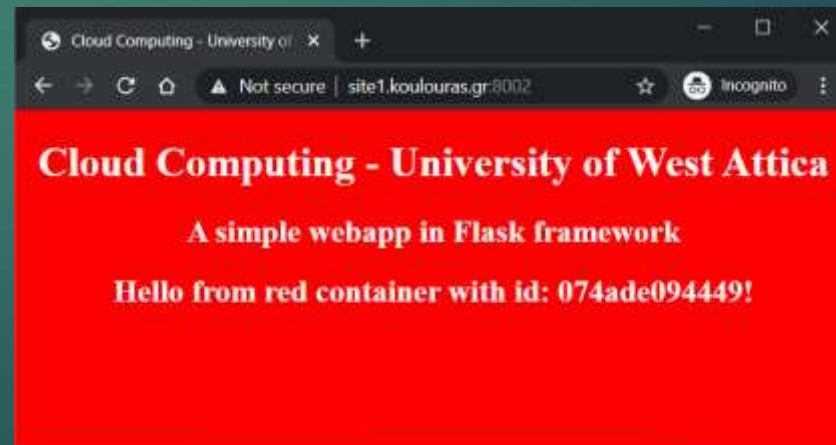 Cloud Computing - University of
Not secure | site1.koulouras.gr:8002
Incognito
Cloud Computing - University of West Attica
A simple webapp in Flask framework
Hello from red container with id: 074ade094449!